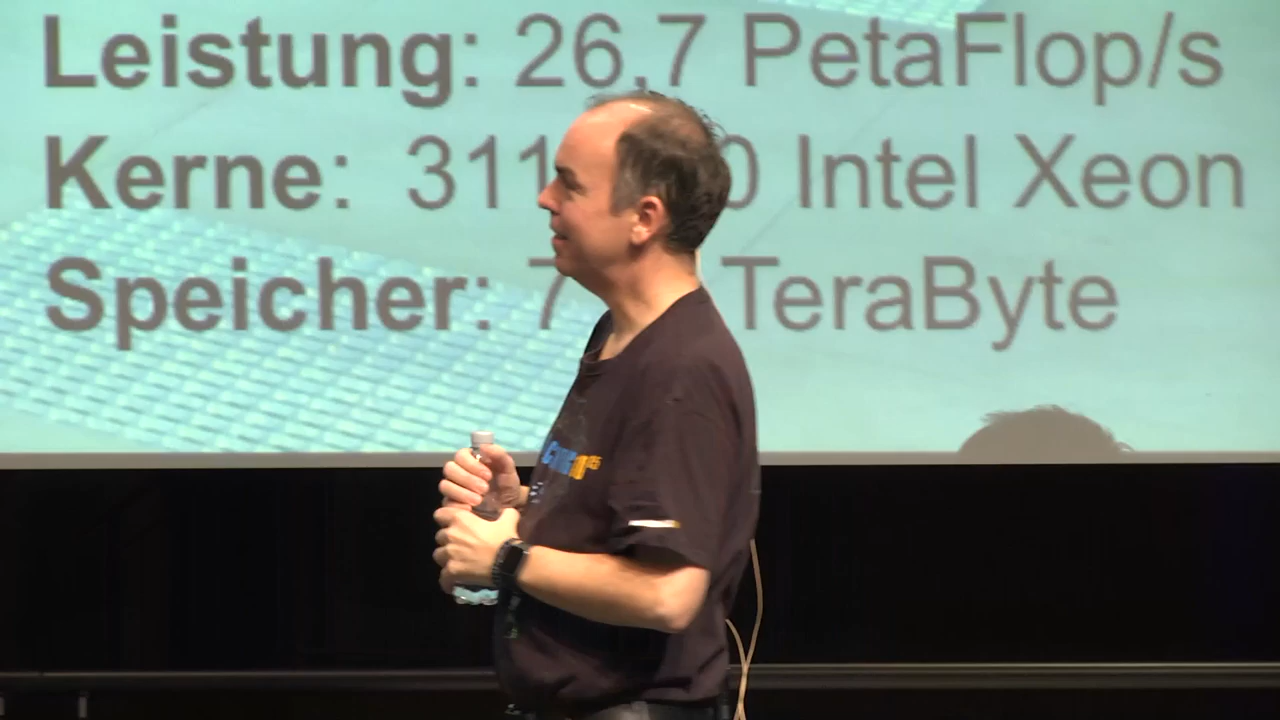 Leistung: 26,7 PetaFlop/s
Kerne: Intel Xeon
Speicher: TeraByte